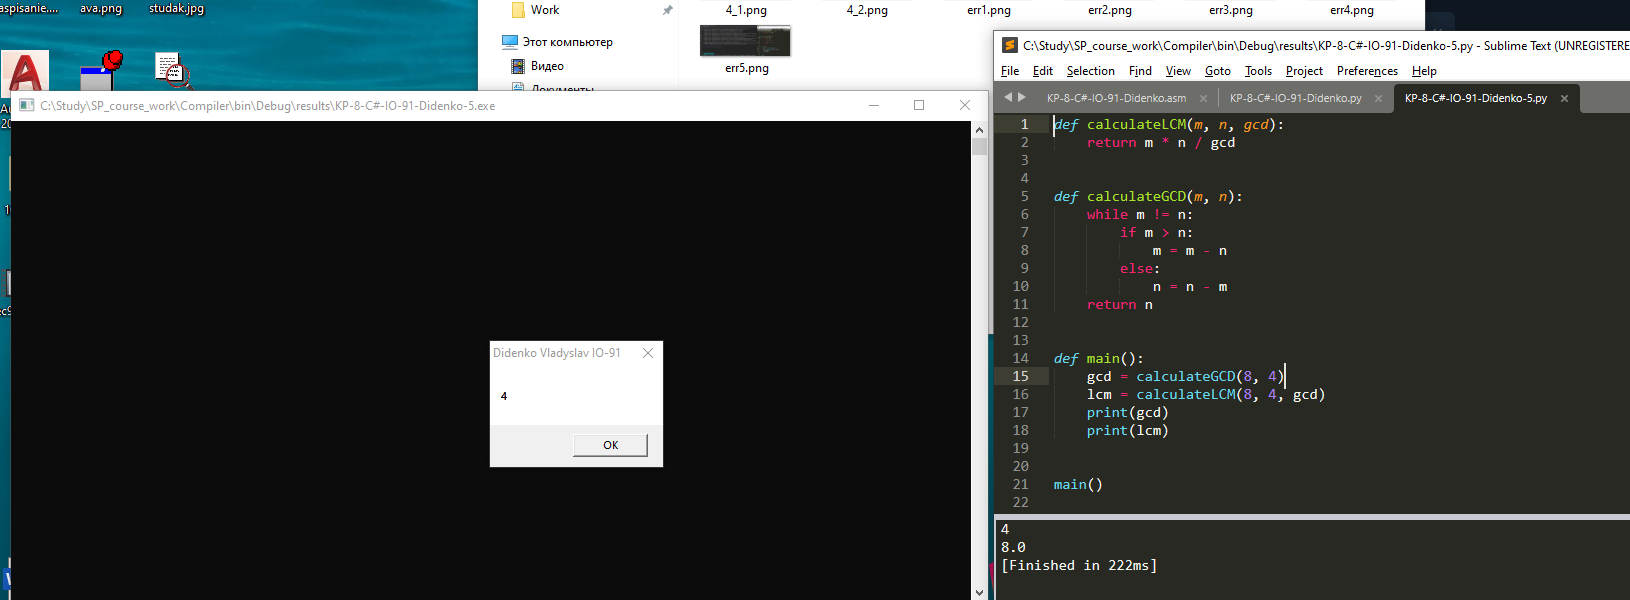 aspisanie....
ava.png
studak.jpg
Work
Этот компьютер
Видео
Документы
4_1.png
4_2.png
err1.png
err2.png
err3.png
err4.png
err5.png
C:\Study\SP_course_work\Compiler\bin\Debug\results\KP-8-C#-IO-91-Didenko-5.exe
Didenko Vladyslav IO-91
4
OK
C:\Study\SP_course_work\Compiler\bin\Debug\results\KP-8-C#-IO-91-Didenko-5.py - Sublime Text (UNREGISTERE
File Edit Selection Find View Goto Tools Project Preferences Help
KP-8-C#-IO-91-Didenko.asm
KP-8-C#-IO-91-Didenko.py
KP-8-C#-IO-91-Didenko-5.py
1 def calculateLCM(m, n, gcd):
2     return m * n / gcd
3
4
5 def calculateGCD(m, n):
6     while m != n:
7         if m > n:
8             m = m - n
9         else:
10             n = n - m
11     return n
12
13
14 def main():
15     gcd = calculateGCD(8, 4)
16     lcm = calculateLCM(8, 4, gcd)
17     print(gcd)
18     print(lcm)
19
20
21 main()
22
4
8.0
[Finished in 222ms]